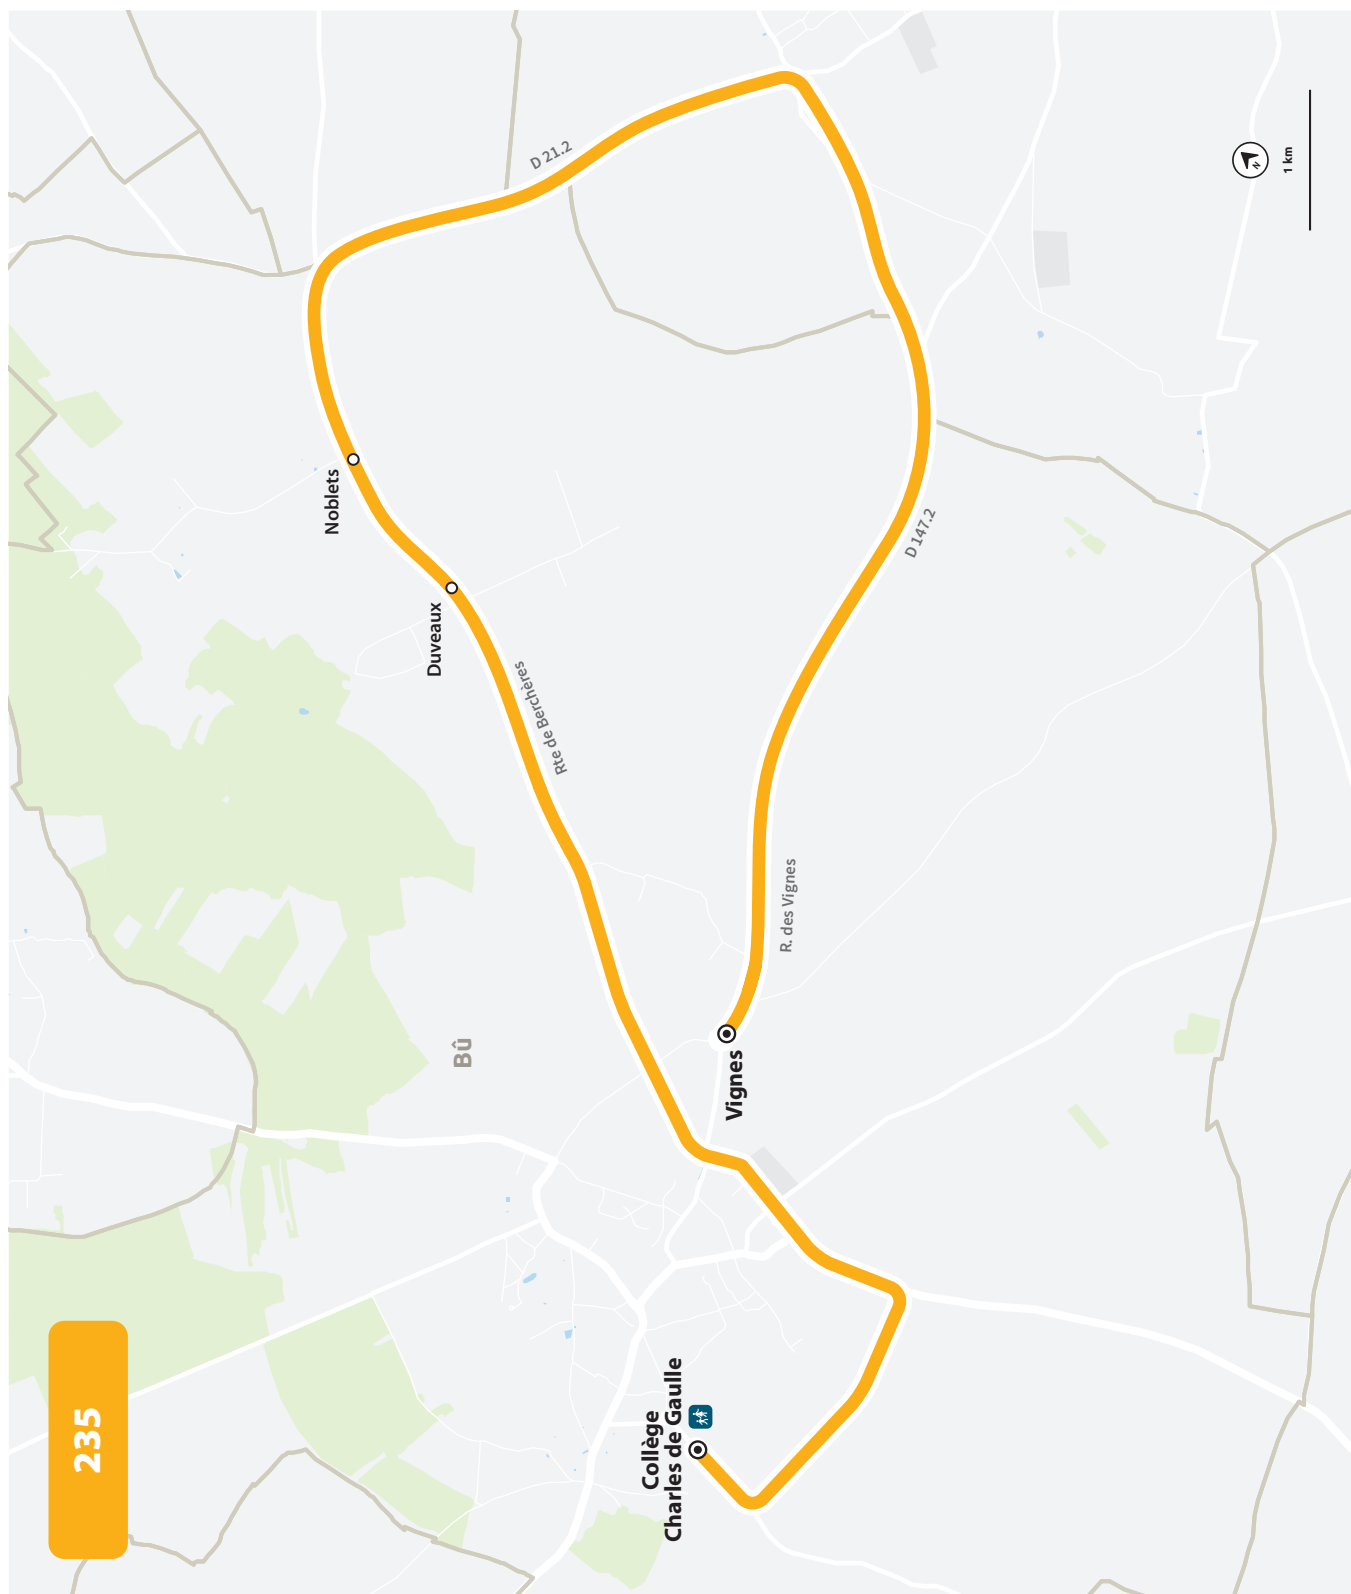 235
Collège
Charles de Gaulle
Vignes
Bû
Duveaux
Noblets
Rte de Berchères
D 21.2
R. des Vignes
D 147.2
N
1 km